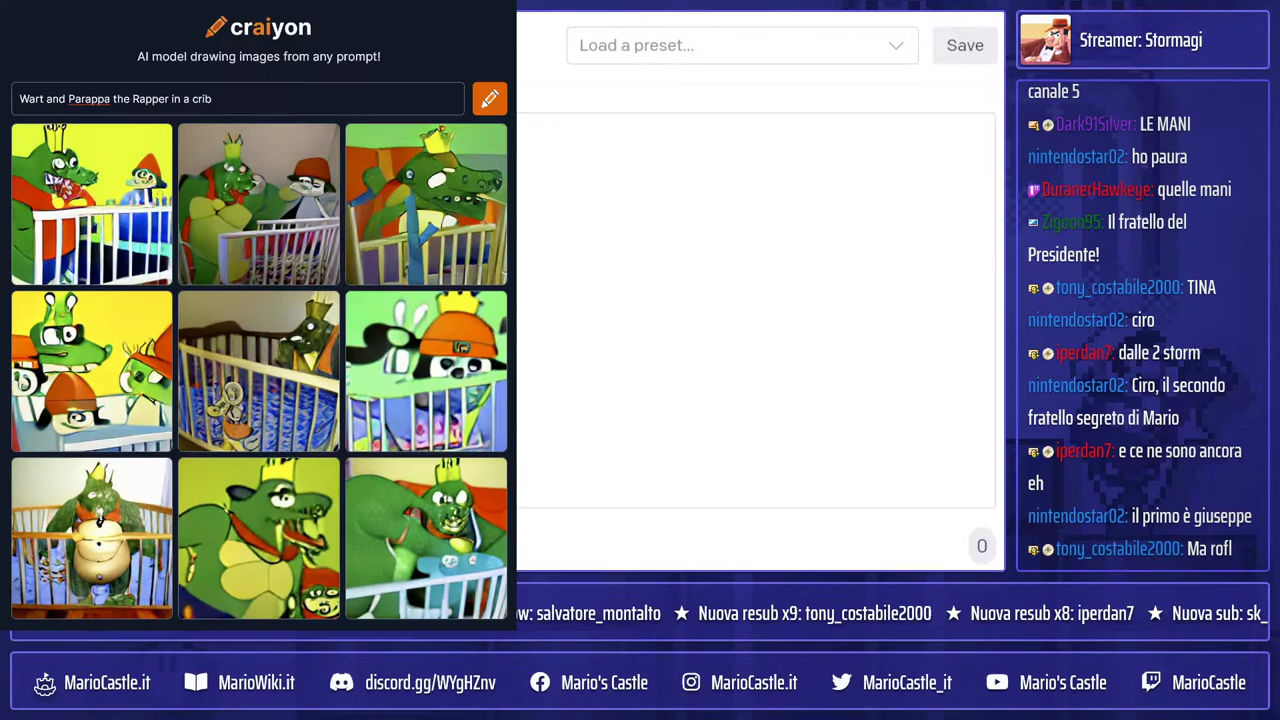 craiyon
AI model drawing images from any prompt!
Wart and Parappa the Rapper in a crib
Load a preset...
Save
0
Streamer: Stormagi
canale 5
Dark91Silver: LE MANI
nintendostar02: ho paura
DuranerHawkeye: quelle mani
Zigoon95: Il fratello del
Presidente!
tony_costabile2000: TINA
nintendostar02: ciro
iperdan7: dalle 2 storm
nintendostar02: Ciro, il secondo
fratello segreto di Mario
iperdan7: e ce ne sono ancora
eh
nintendostar02: il primo è giuseppe
tony_costabile2000: Ma rofl
ow: salvatore_montalto ★ Nuova resub x9: tony_costabile2000 ★ Nuova resub x8: iperdan7 ★ Nuova sub: sk_
MarioCastle.it MarioWiki.it discord.gg/WYgHZnv Mario's Castle MarioCastle.it MarioCastle_it Mario's Castle MarioCastle